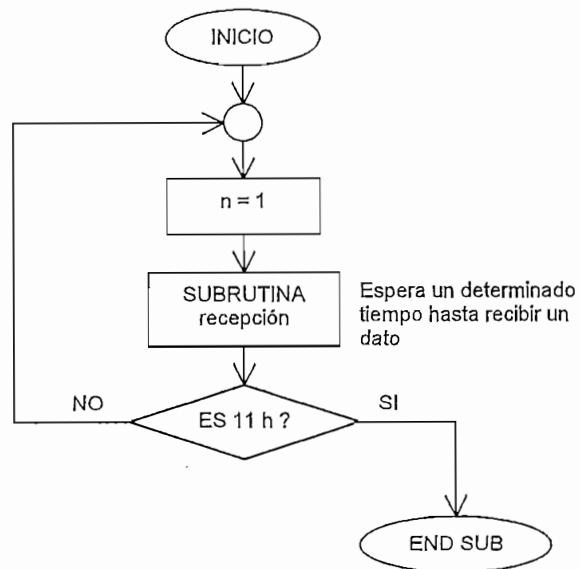 INICIO
n = 1
SUBRUTINA
recepción
Espera un determinado
tiempo hasta recibir un
dato
NO
ES 11 h ?
SI
END SUB